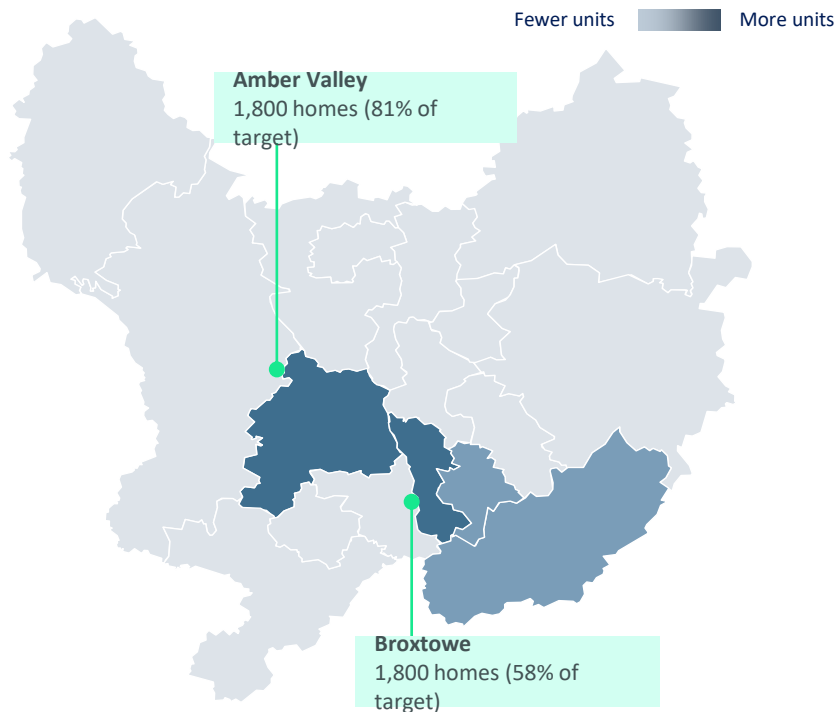 Fewer units More units
Amber Valley
1,800 homes (81% of
target)
Broxtowe
1,800 homes (58% of
target)